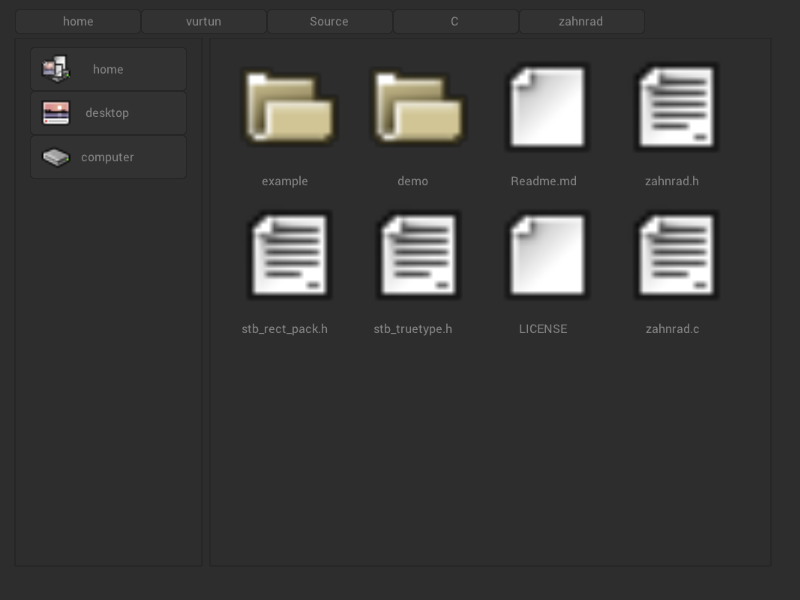 home vurtun Source C zahnrad
home
desktop
computer
example demo Readme.md zahnrad.h
stb_rect_pack.h stb_truetype.h LICENSE zahnrad.c